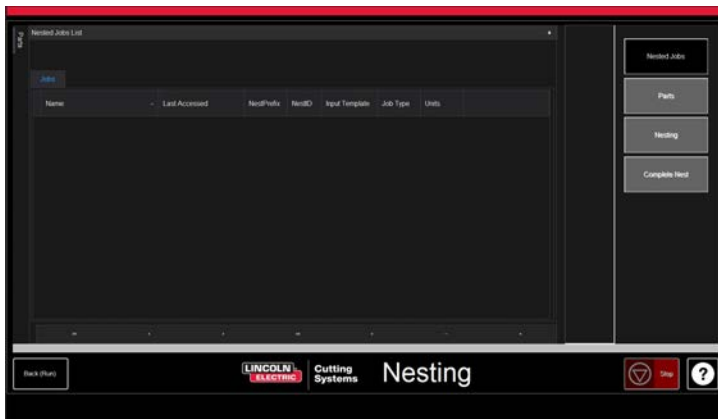 Parts
Nested Jobs List
Jobs
Name Last Accessed NestPrefix NestID Input Template Job Type Units
Nested Jobs
Parts
Nesting
Complete Nest
Back (Run)
LINCOLN
ELECTRIC
Cutting
Systems
Nesting
Stop
?